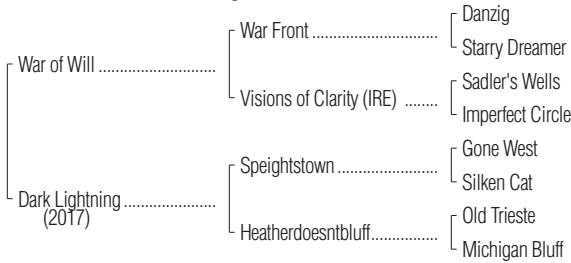 Danzig
War Front ................................
Starry Dreamer
War of Will ..............................
Sadler's Wells
Visions of Clarity (IRE) ........
Imperfect Circle
Gone West
Speightstown .........................
Silken Cat
Dark Lightning .......................
(2017)
Old Trieste
Heatherdoesntbluff.................
Michigan Bluff